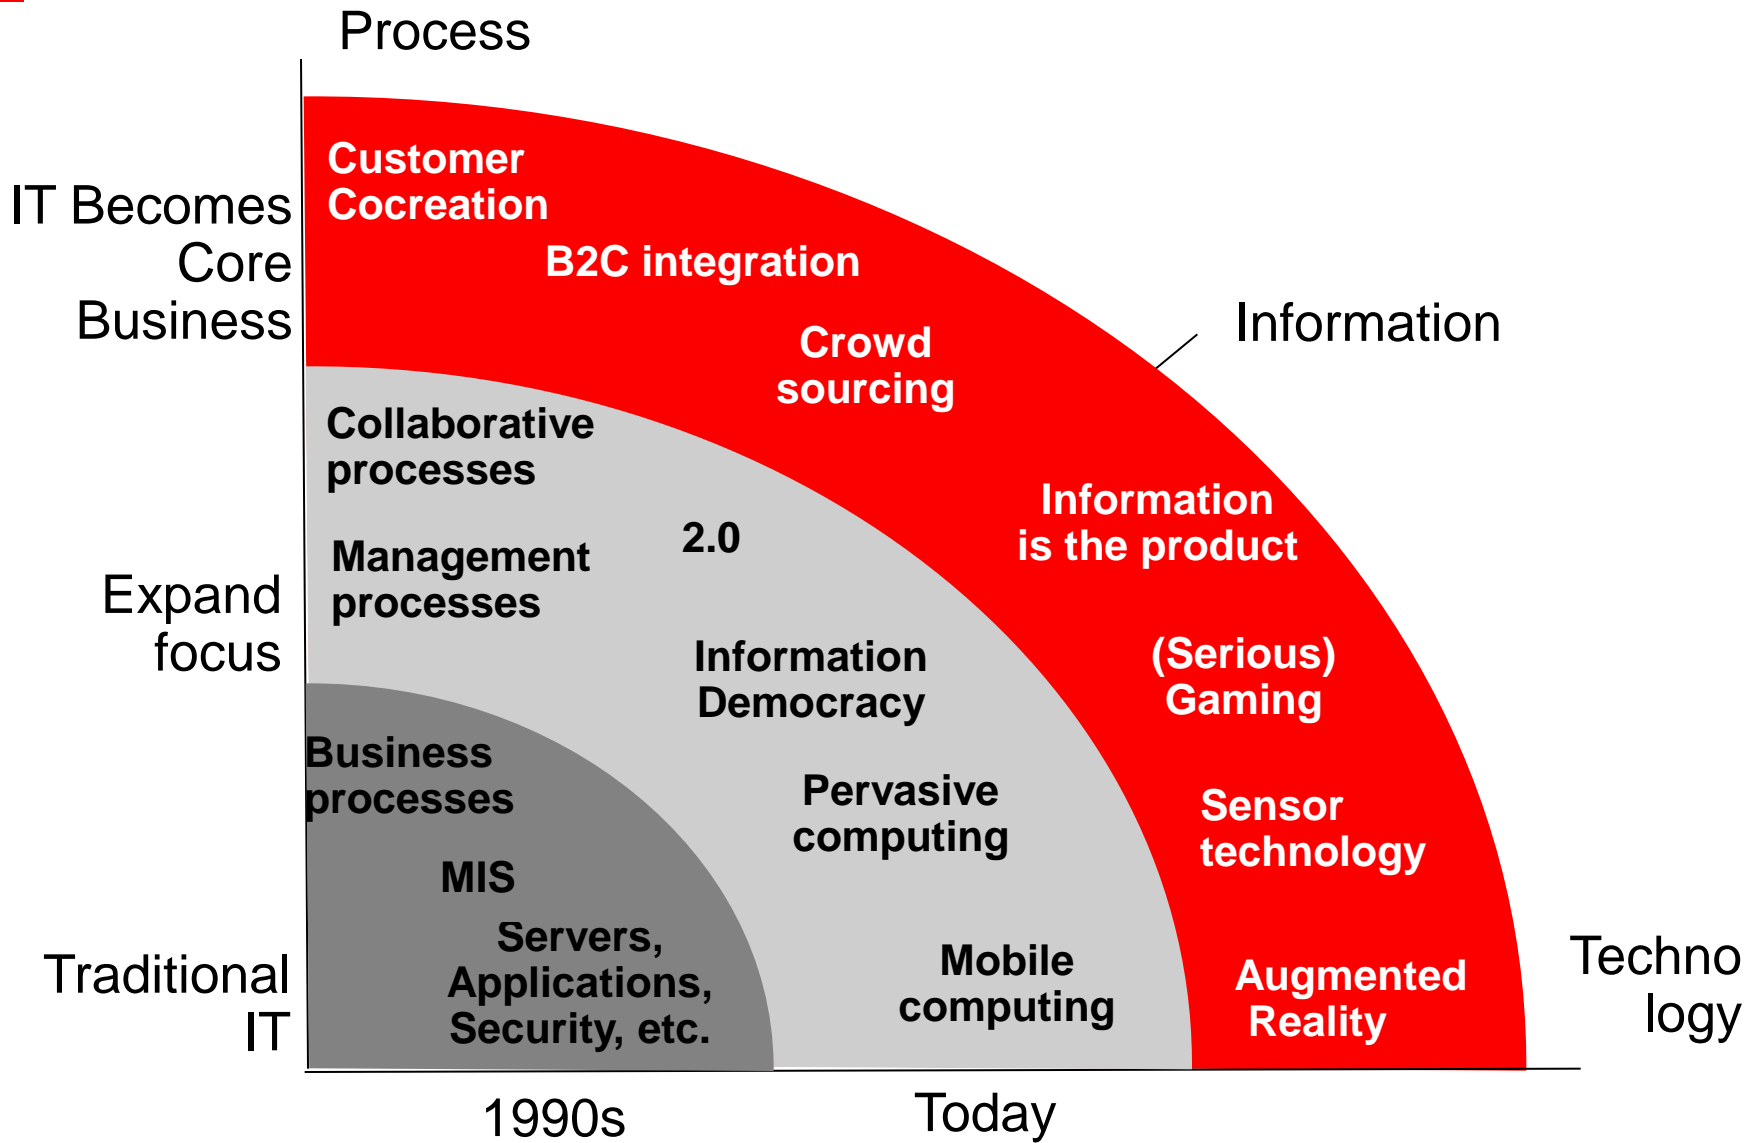 Process
Customer
Cocreation
IT Becomes
Core
Business
B2C integration
Information
Crowd
sourcing
Collaborative
processes
Information
is the product
2.0
Management
processes
Expand
focus
Information
Democracy
(Serious)
Gaming
Business
processes
Pervasive
computing
Sensor
technology
MIS
Servers,
Applications,
Security, etc.
Mobile
computing
Augmented
Reality
Traditional
IT
Techno
logy
1990s
Today